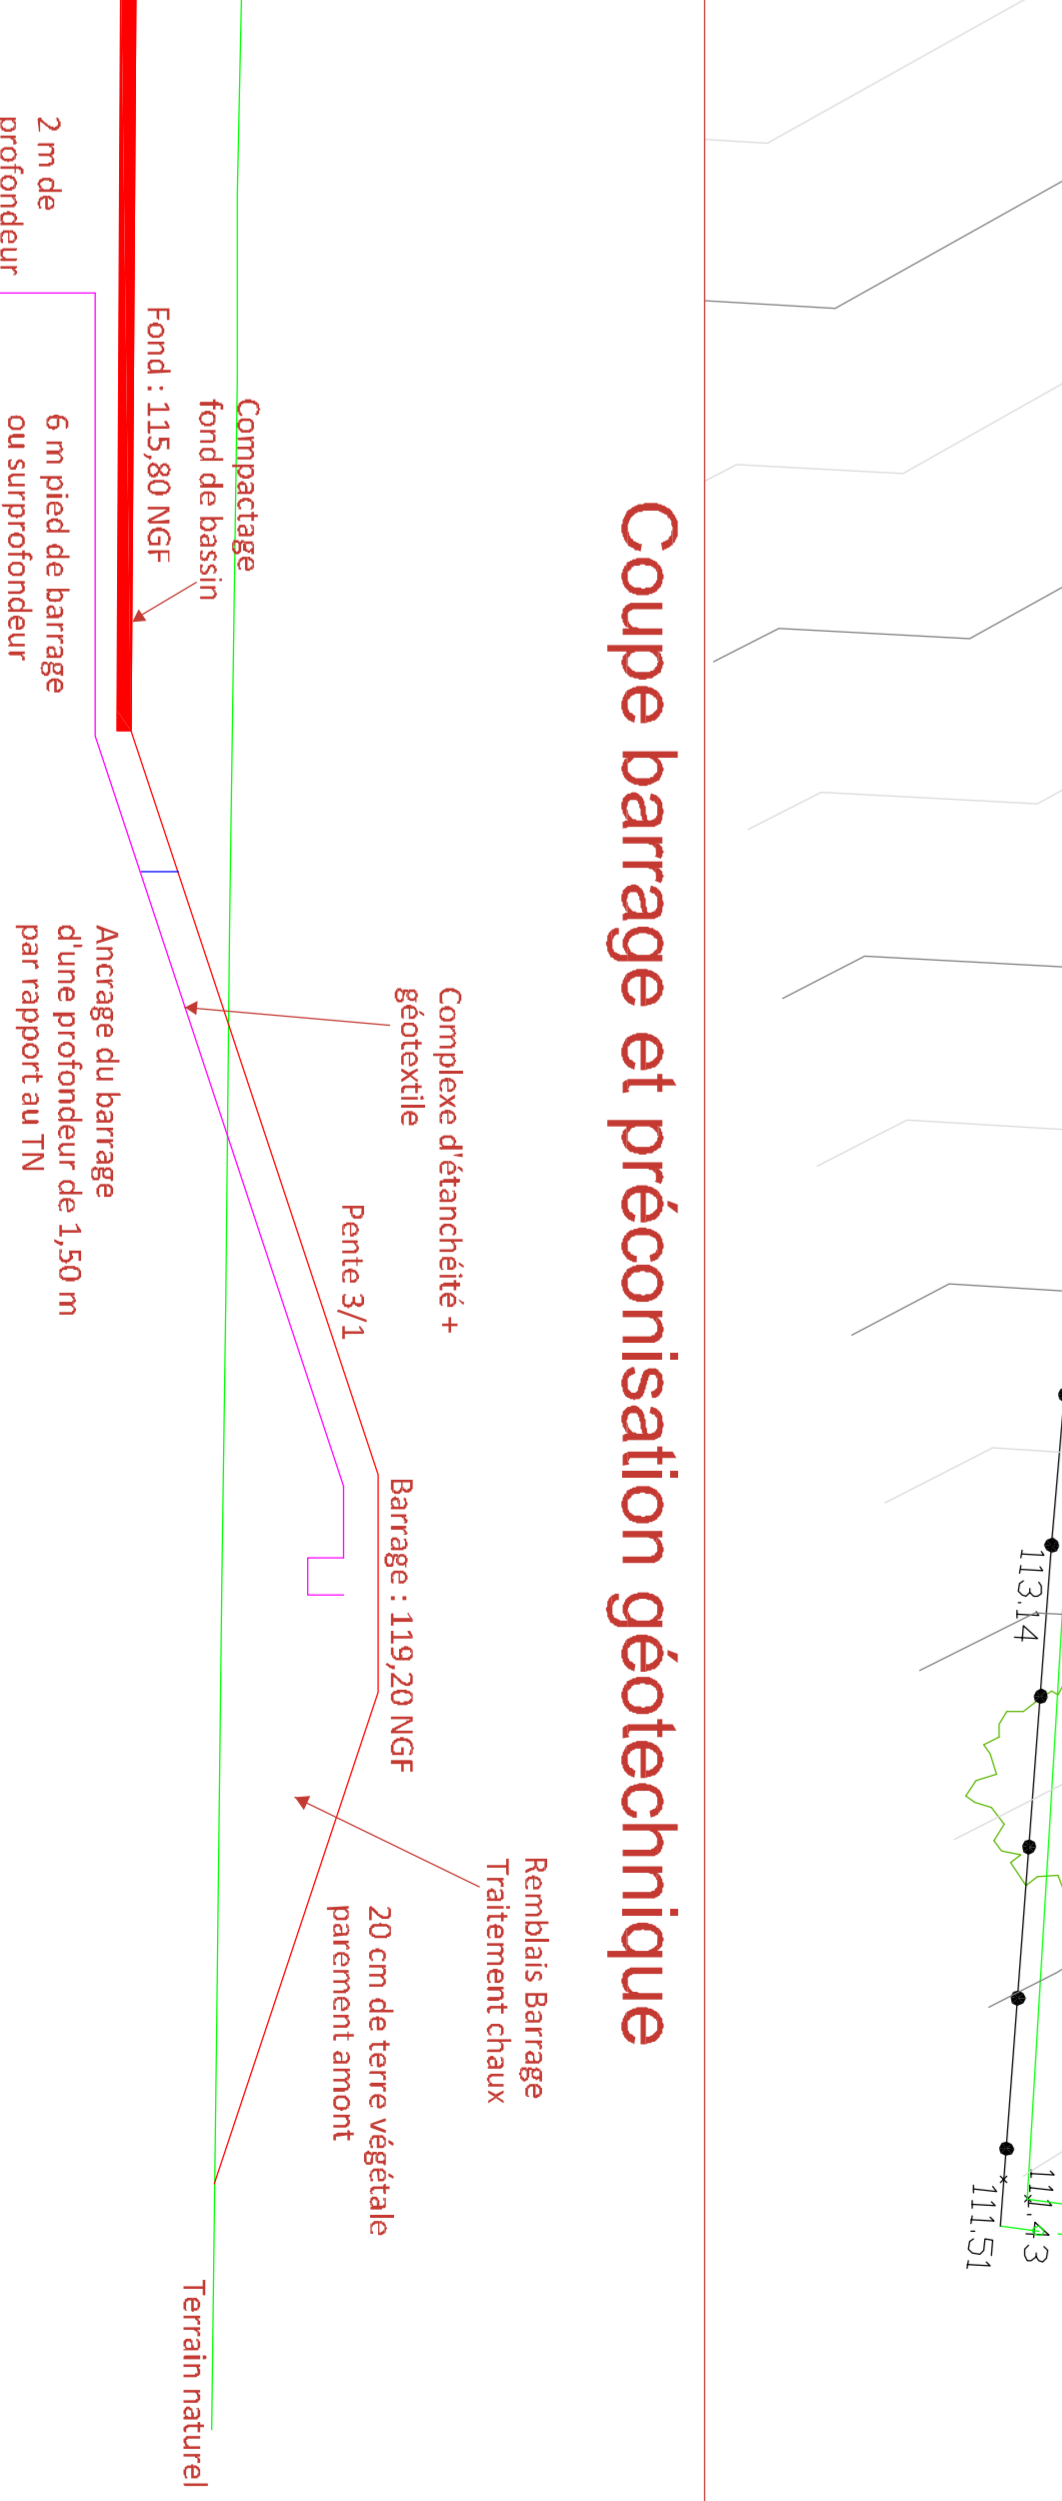 Coupe barrage et préconisation géotechnique
Compactage
fond de bassin
Fond : 115,80 NGF
2 m de
profondeur
6 m pied de barrage
ou surprofondeur
Complexe d'étanchéité +
géotextile
Ancrage du barrage
d'une profondeur de 1,50 m
par rapport au TN
Pente 3/1
Barrage : 119,20 NGF
Remblais Barrage
Traitement chaux
20 cm de terre végétale
parement amont
Terrain naturel
113.14
111.43
111.51